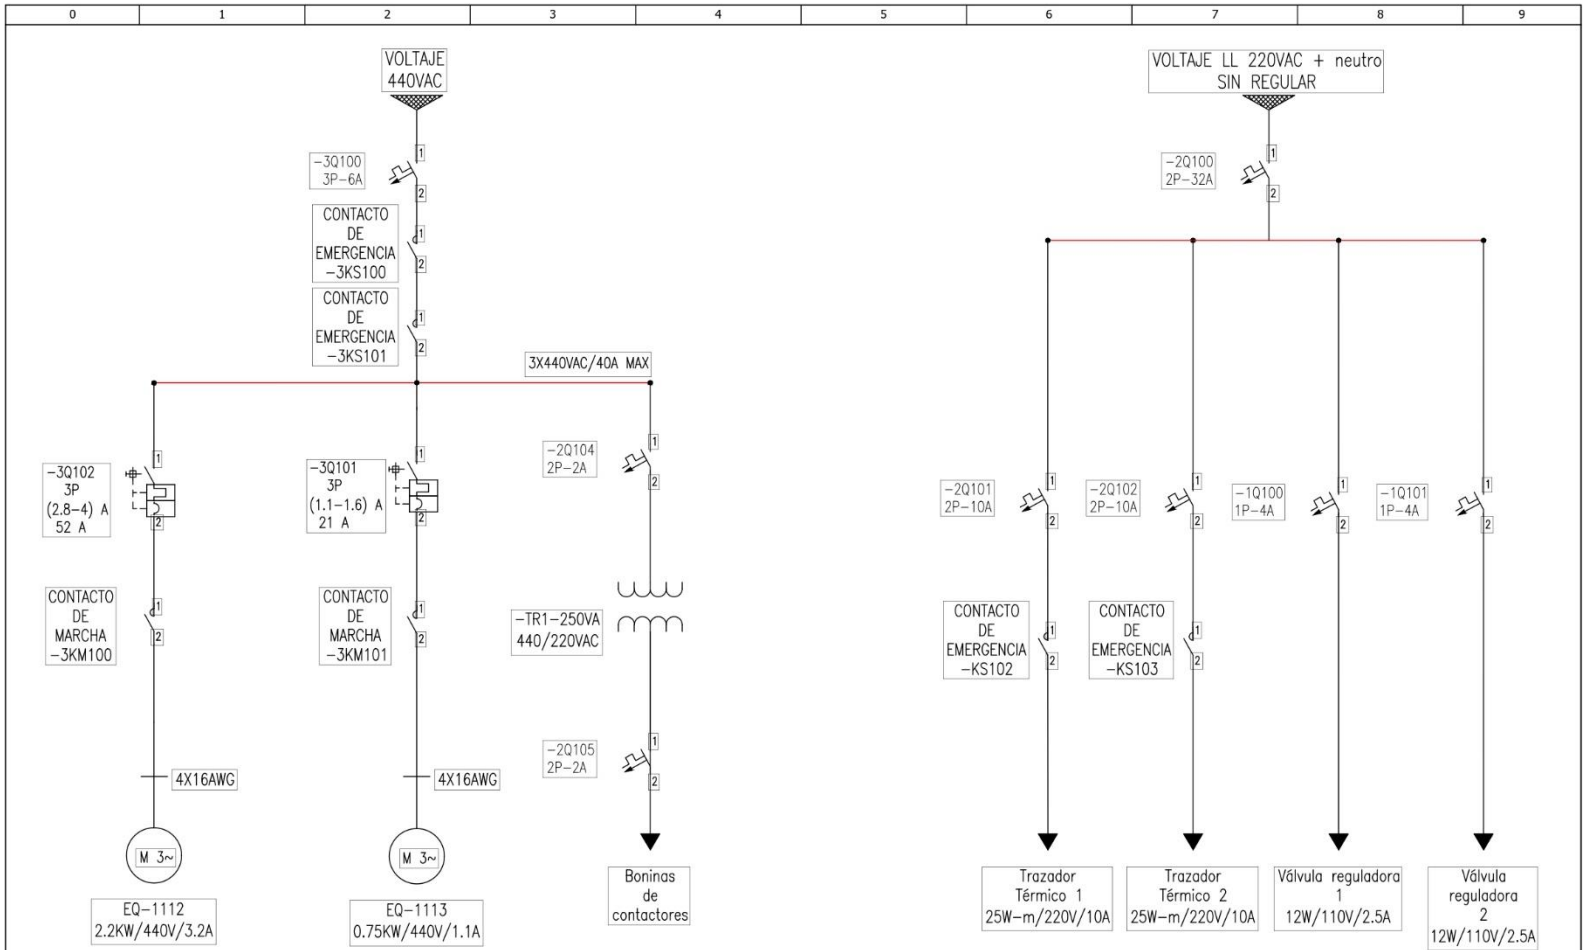 0 1 2 3 4 5 6 7 8 9
VOLTAJE
440VAC
-3Q100
3P-6A
1
2
CONTACTO
DE
EMERGENCIA
-3KS100
1
2
CONTACTO
DE
EMERGENCIA
-3KS101
1
2
3X440VAC/40A MAX
-3Q102
3P
(2.8-4) A
52 A
1
2
-3Q101
3P
(1.1-1.6) A
21 A
1
2
-2Q104
2P-2A
1
2
CONTACTO
DE
MARCHA
-3KM100
1
2
CONTACTO
DE
MARCHA
-3KM101
1
2
-TR1-250VA
440/220VAC
-2Q105
2P-2A
1
2
4X16AWG
4X16AWG
M 3~
M 3~
EQ-1112
2.2KW/440V/3.2A
EQ-1113
0.75KW/440V/1.1A
Boninas
de
contactores
VOLTAJE LL 220VAC + neutro
SIN REGULAR
-2Q100
2P-32A
1
2
-2Q101
2P-10A
1
2
-2Q102
2P-10A
1
2
-1Q100
1P-4A
1
2
-1Q101
1P-4A
1
2
CONTACTO
DE
EMERGENCIA
-KS102
1
2
CONTACTO
DE
EMERGENCIA
-KS103
1
2
Trazador
Térmico 1
25W-m/220V/10A
Trazador
Térmico 2
25W-m/220V/10A
Válvula reguladora
1
12W/110V/2.5A
Válvula
reguladora
2
12W/110V/2.5A